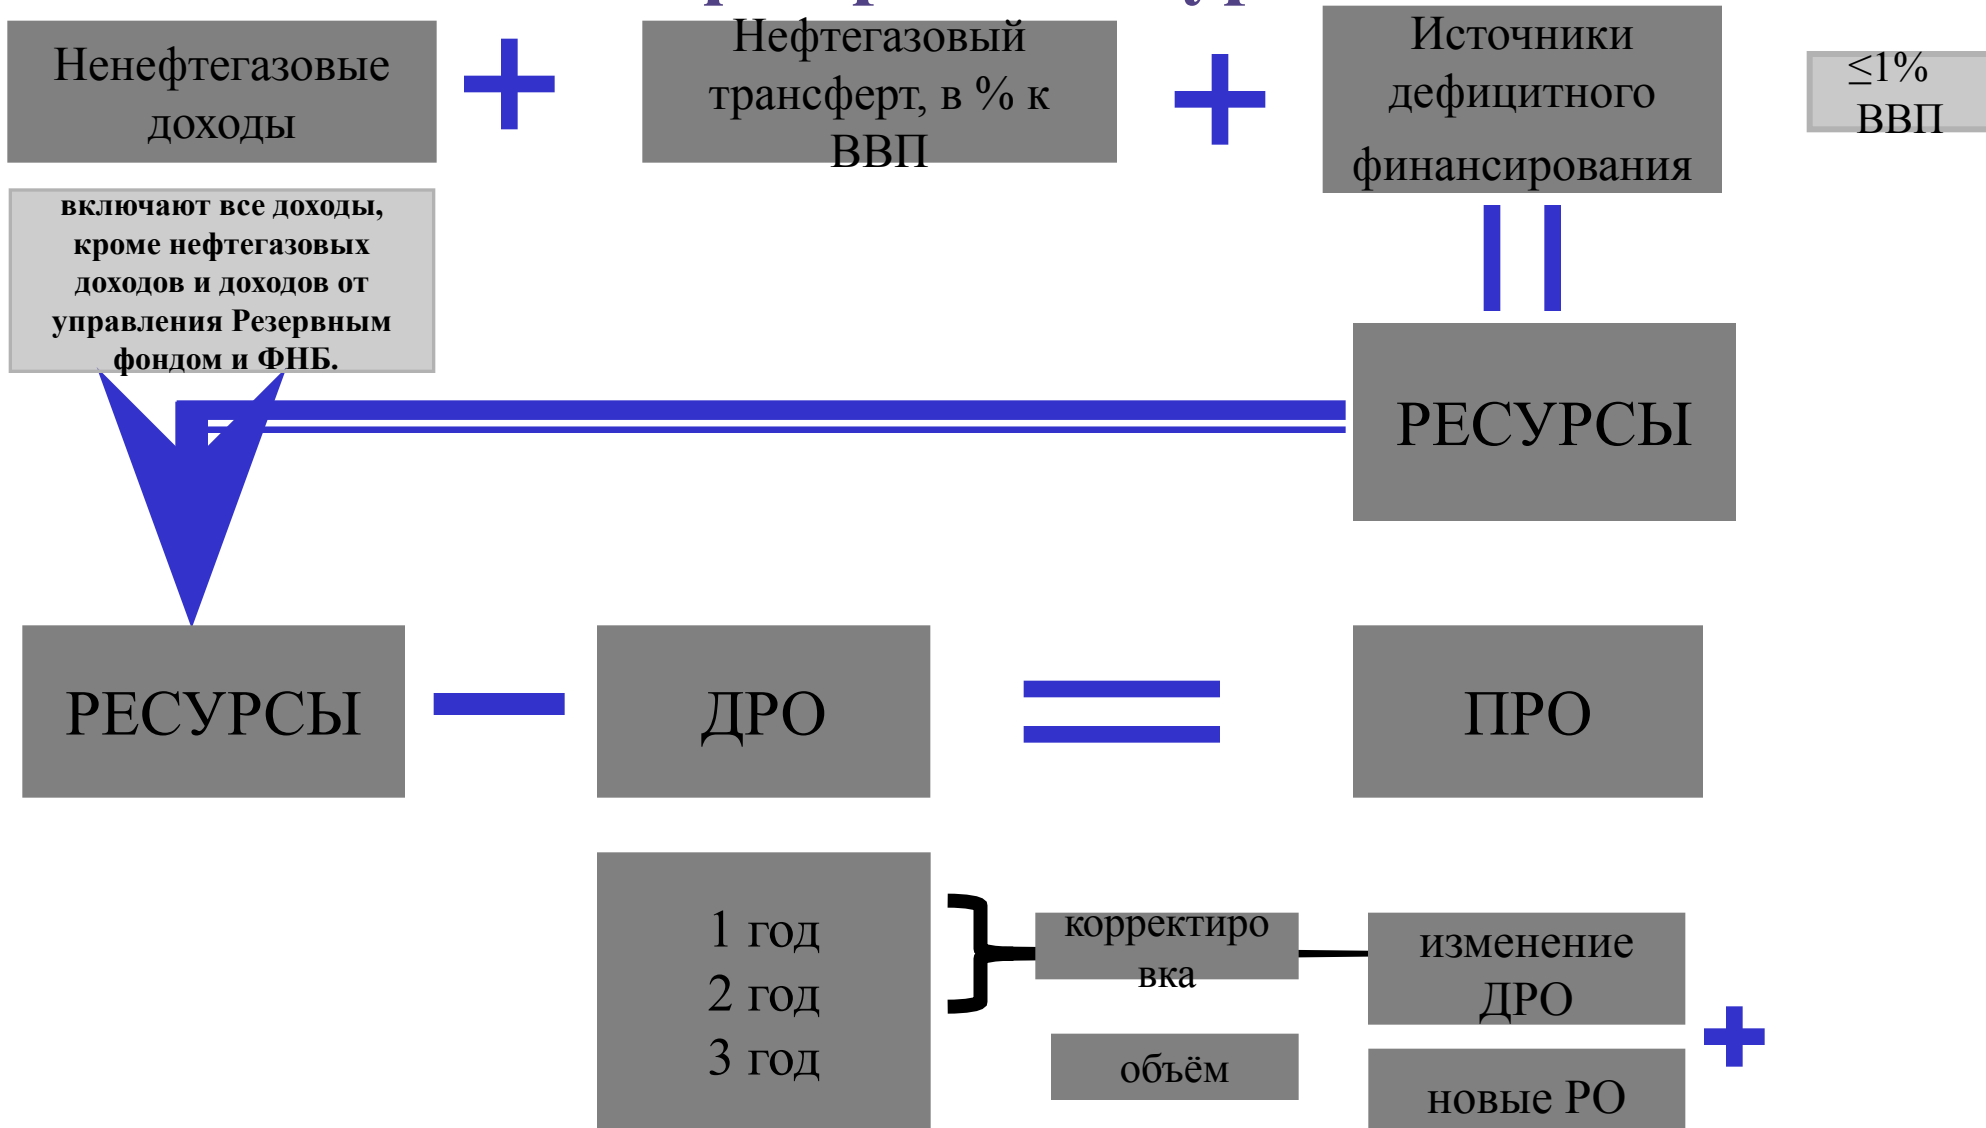 Ненефтегазовые
доходы
Нефтегазовый
трансферт, в % к
ВВП
Источники
дефицитного
финансирования
≤1%
ВВП
включают все доходы,
кроме нефтегазовых
доходов и доходов от
управления Резервным
фондом и ФНБ.
РЕСУРСЫ
РЕСУРСЫ
ДРО
ПРО
1 год
2 год
3 год
корректиро
вка
объём
изменение
ДРО
новые РО